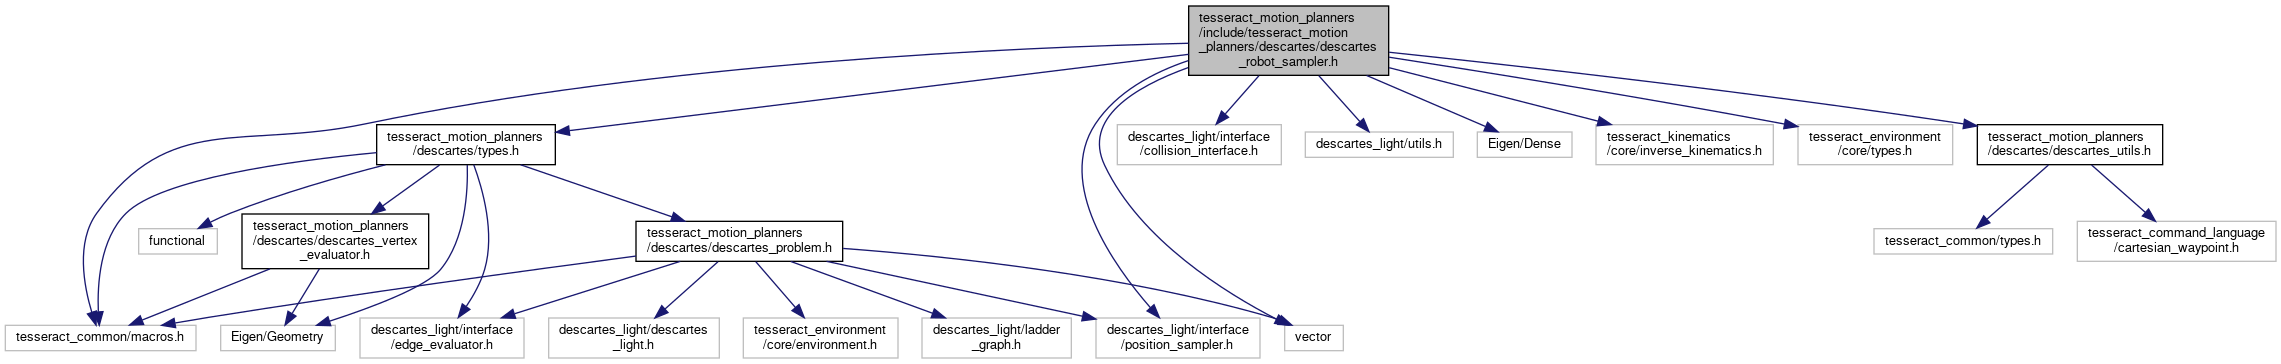 tesseract_motion_planners
/include/tesseract_motion
_planners/descartes/descartes
_robot_sampler.h
tesseract_motion_planners
/descartes/types.h
descartes_light/interface
/collision_interface.h
descartes_light/utils.h
Eigen/Dense
tesseract_kinematics
/core/inverse_kinematics.h
tesseract_environment
/core/types.h
tesseract_motion_planners
/descartes/descartes_utils.h
functional
tesseract_motion_planners
/descartes/descartes_vertex
_evaluator.h
tesseract_motion_planners
/descartes/descartes_problem.h
tesseract_common/types.h
tesseract_command_language
/cartesian_waypoint.h
tesseract_common/macros.h
Eigen/Geometry
descartes_light/interface
/edge_evaluator.h
descartes_light/descartes
_light.h
tesseract_environment
/core/environment.h
descartes_light/ladder
_graph.h
descartes_light/interface
/position_sampler.h
vector